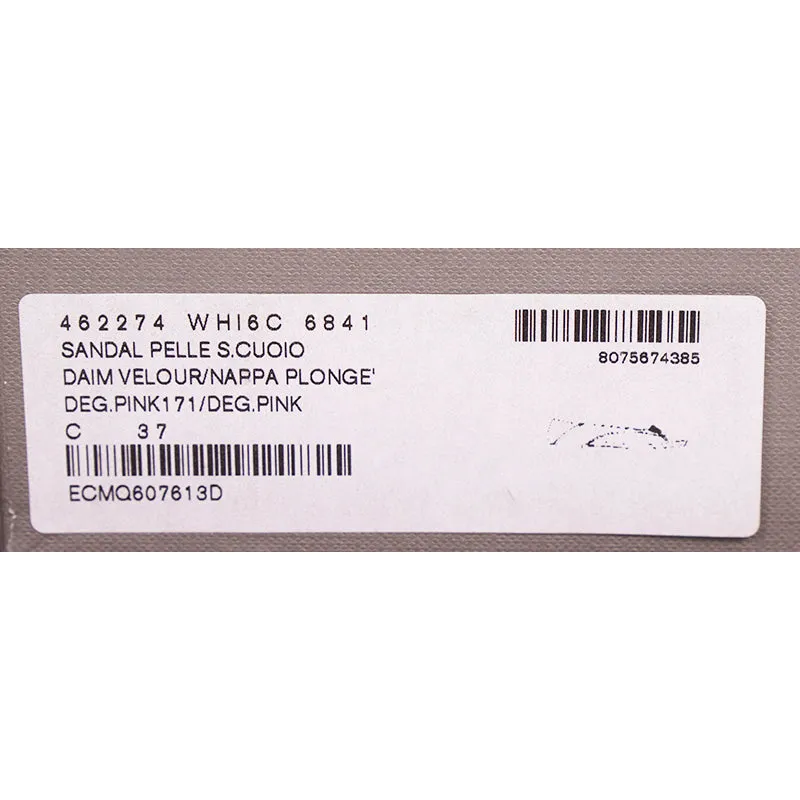 462274 WHI6C 6841
SANDAL PELLE S.CUOIO
DAIM VELOUR/NAPPA PLONGE'
DEG.PINK171/DEG.PINK
C 37
ECMQ607613D
8075674385